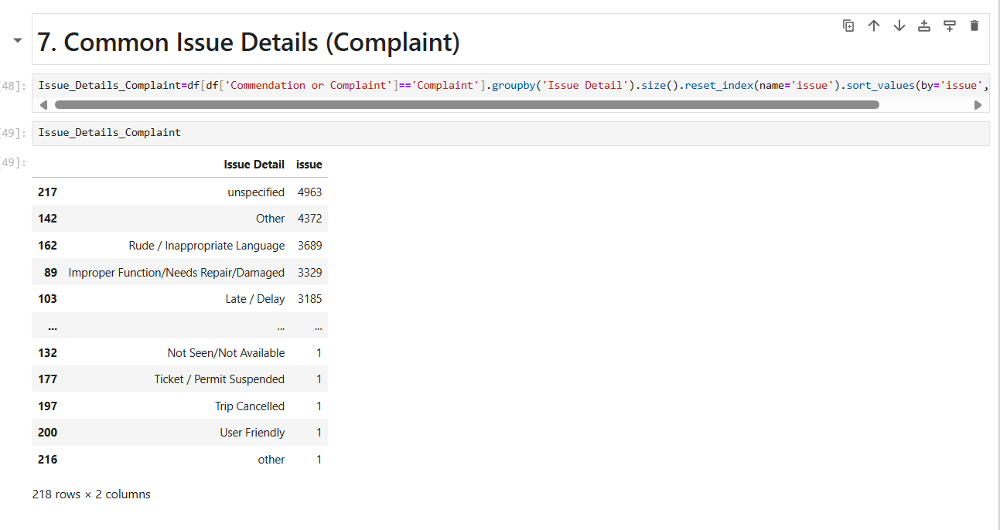 7. Common Issue Details (Complaint)
[48]:
Issue_Details_Complaint=df[df['Commendation or Complaint']=='Complaint'].groupby('Issue Detail').size().reset_index(name='issue').sort_values(by='issue',
[49]:
Issue_Details_Complaint
[49]:
Issue Detail issue
217 unspecified 4963
142 Other 4372
162 Rude / Inappropriate Language 3689
89 Improper Function/Needs Repair/Damaged 3329
103 Late / Delay 3185
... ... ...
132 Not Seen/Not Available 1
177 Ticket / Permit Suspended 1
197 Trip Cancelled 1
200 User Friendly 1
216 other 1
218 rows × 2 columns